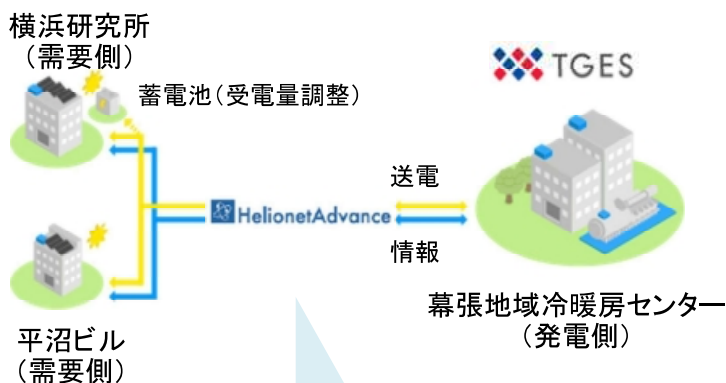 横浜研究所
（需要側）
蓄電池（受電量調整）
TGES
送電
HelionetAdvance
情報
幕張地域冷暖房センター
（発電側）
平沼ビル
（需要側）